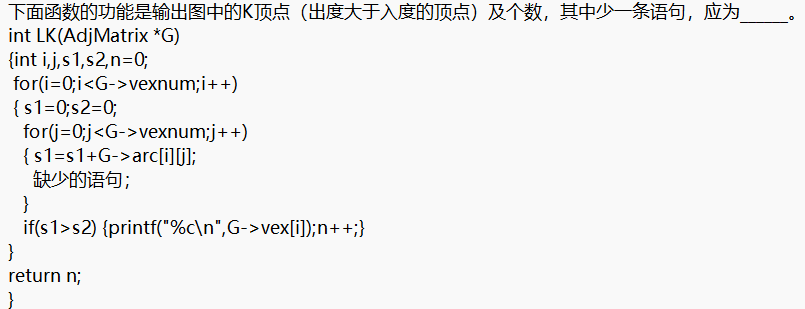 下面函数的功能是输出图中的K顶点（出度大于入度的顶点）及个数，其中少一条语句，应为______。
int LK(AdjMatrix *G)
{int i,j,s1,s2,n=0;
for(i=0;i<G->vexnum;i++)
{ s1=0;s2=0;
for(j=0;j<G->vexnum;j++)
{ s1=s1+G->arc[i][j];
缺少的语句；
}
if(s1>s2) {printf("%c\n",G->vex[i]);n++;}
}
return n;
}